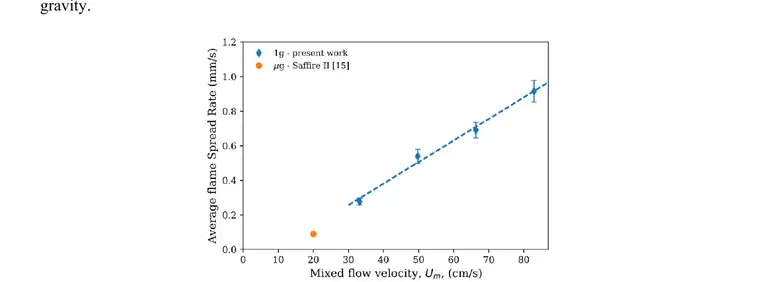 gravity.
1.2
1.0
0.8
0.6
0.4
0.2
0.0
Average flame Spread Rate (mm/s)
1g - present work
μg - Saffire II [15]
0 10 20 30 40 50 60 70 80
Mixed flow velocity, Um, (cm/s)